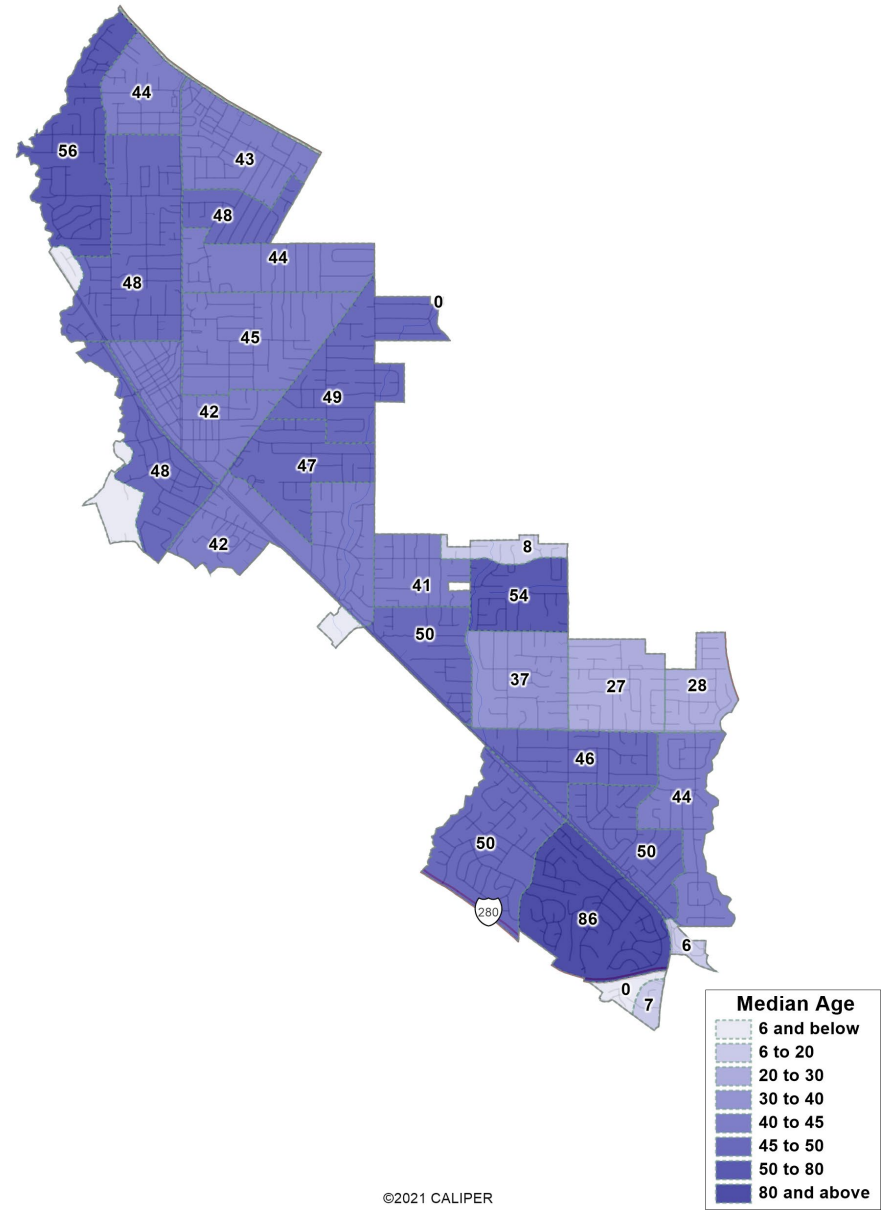 44
56
43
48
44
48
0
45
49
42
47
48
42
8
41
54
50
37
27
28
46
44
50
50
280
86
6
0
7
Median Age
6 and below
6 to 20
20 to 30
30 to 40
40 to 45
45 to 50
50 to 80
80 and above
©2021 CALIPER